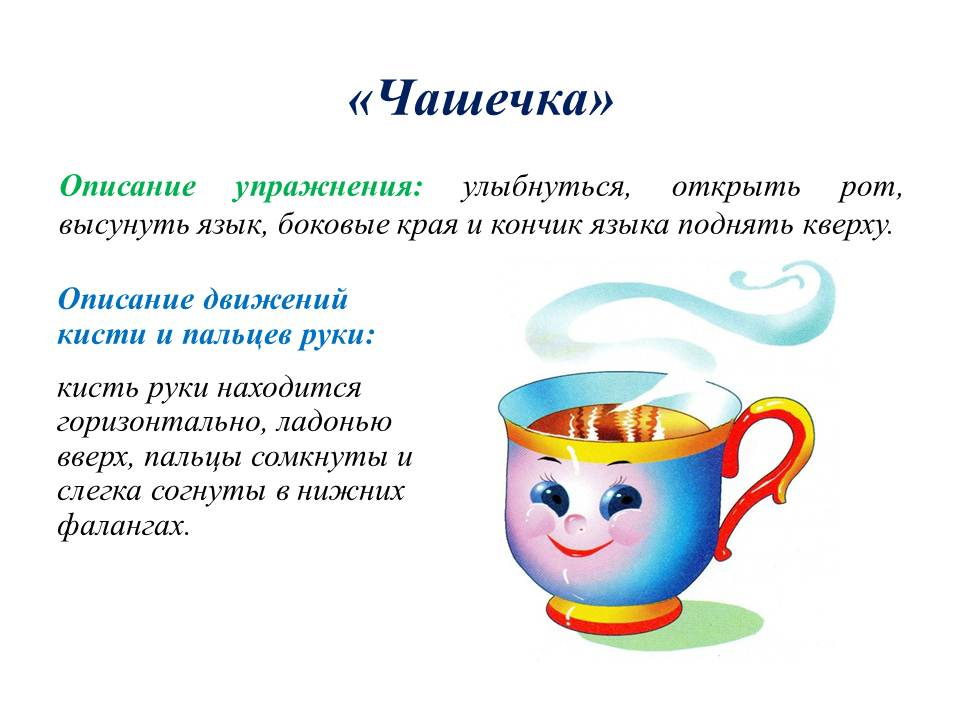 «Чашечка»
Описание упражнения: улыбнуться, открыть рот,
высунуть язык, боковые края и кончик языка поднять кверху.
Описание движений
кисти и пальцев руки:
кисть руки находится
горизонтально, ладонью
вверх, пальцы сомкнуты и
слегка согнуты в нижних
фалангах.